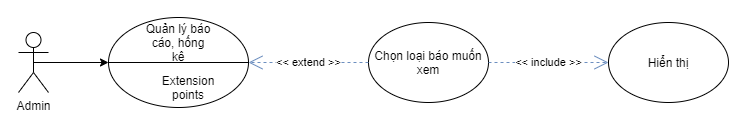 Quản lý báo
cáo, hống
kê
Extension
points
<< extend >>
Chọn loại báo muốn
xem
<< include >>
Hiển thị
Admin